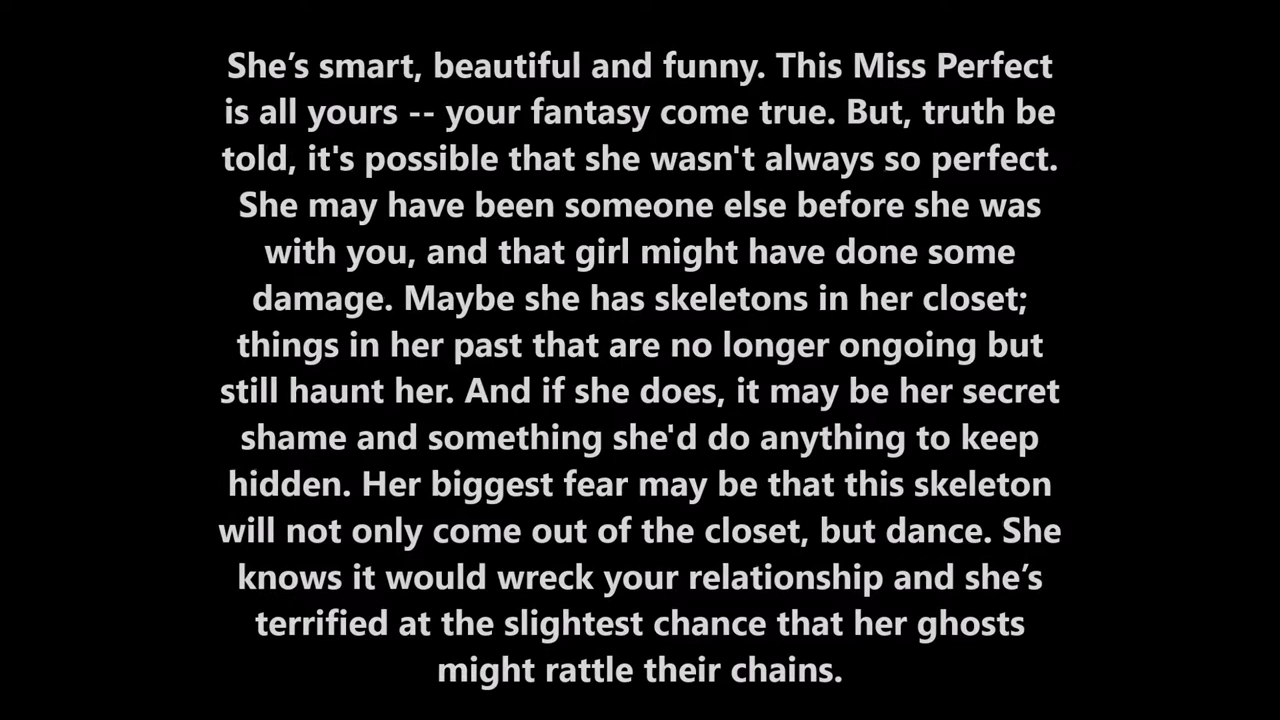 She’s smart, beautiful and funny. This Miss Perfect
is all yours -- your fantasy come true. But, truth be
told, it's possible that she wasn't always so perfect.
She may have been someone else before she was
with you, and that girl might have done some
damage. Maybe she has skeletons in her closet;
things in her past that are no longer ongoing but
still haunt her. And if she does, it may be her secret
shame and something she'd do anything to keep
hidden. Her biggest fear may be that this skeleton
will not only come out of the closet, but dance. She
knows it would wreck your relationship and she’s
terrified at the slightest chance that her ghosts
might rattle their chains.